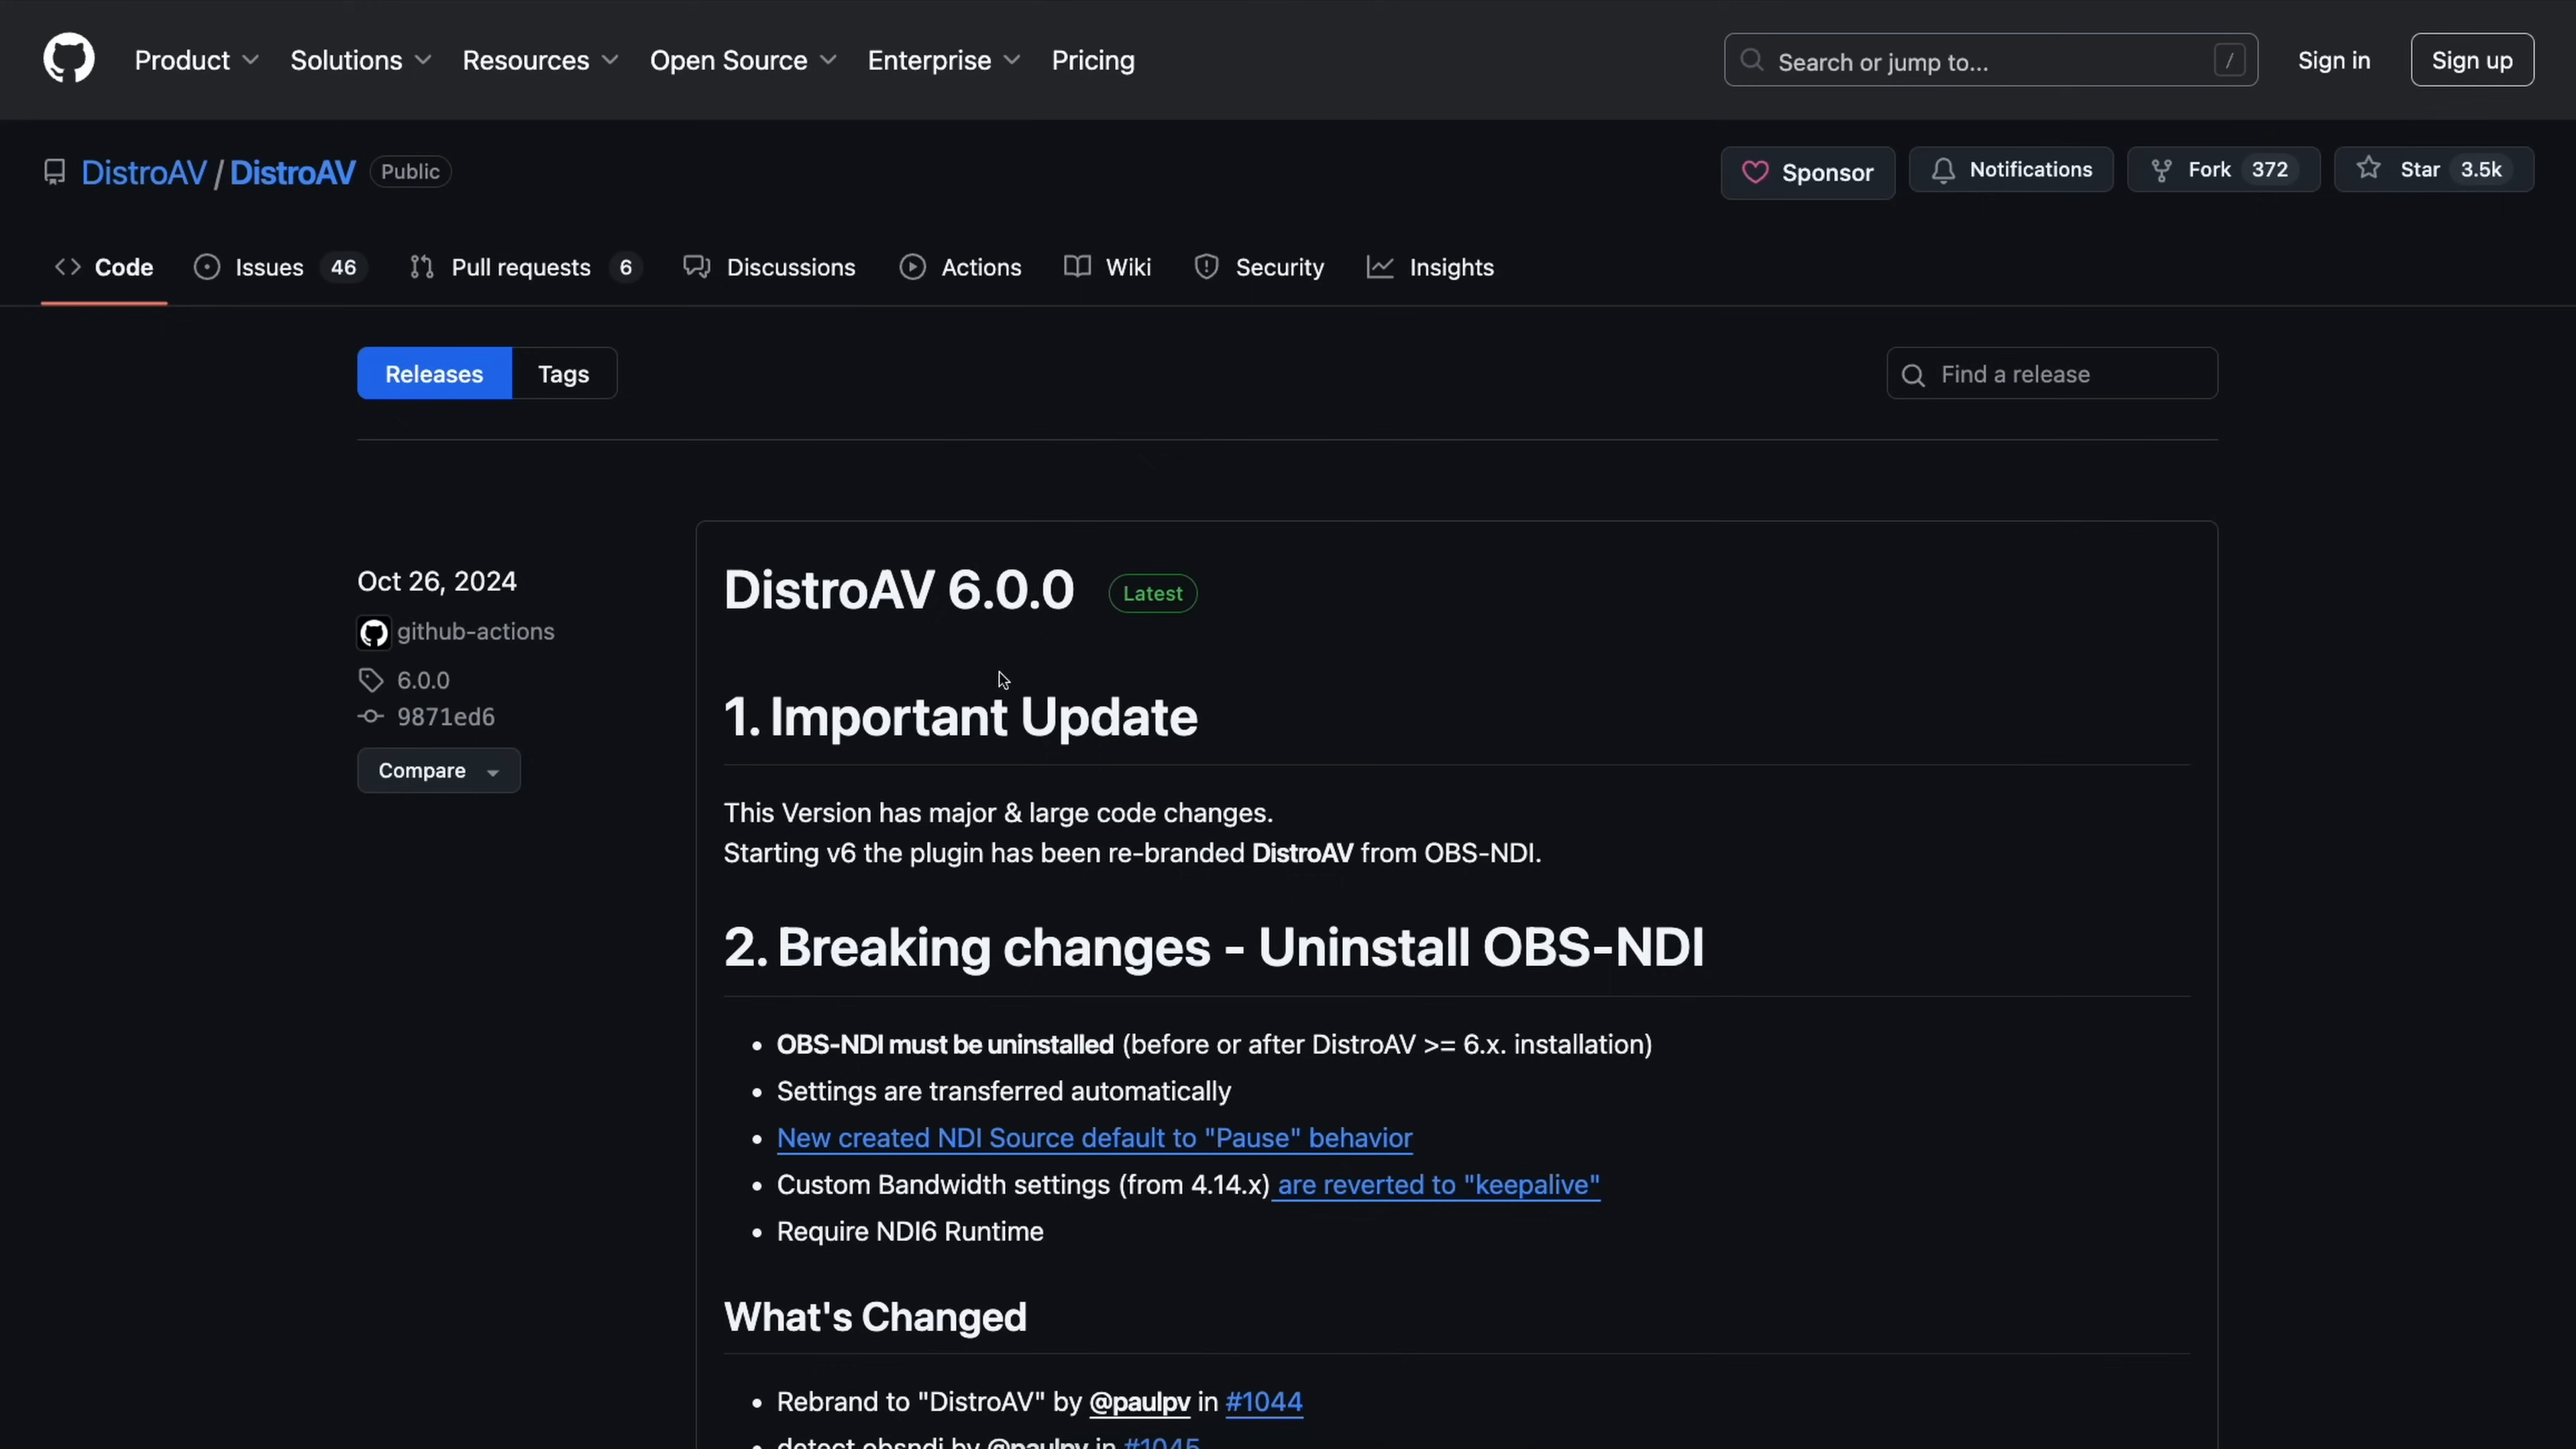 Product Solutions Resources Open Source Enterprise Pricing Search or jump to... / Sign in Sign up
DistroAV / DistroAV Public Sponsor Notifications Fork 372 Star 3.5k
Code Issues 46 Pull requests 6 Discussions Actions Wiki Security Insights
Releases Tags Find a release
Oct 26, 2024
github-actions
6.0.0
9871ed6
Compare
DistroAV 6.0.0 Latest
1. Important Update
This Version has major & large code changes.
Starting v6 the plugin has been re-branded DistroAV from OBS-NDI.
2. Breaking changes - Uninstall OBS-NDI
• OBS-NDI must be uninstalled (before or after DistroAV >= 6.x. installation)
• Settings are transferred automatically
• New created NDI Source default to "Pause" behavior
• Custom Bandwidth settings (from 4.14.x) are reverted to "keepalive"
• Require NDI6 Runtime
What's Changed
• Rebrand to "DistroAV" by @paulpv in #1044
• detect obsndi by @paulpv in #1045